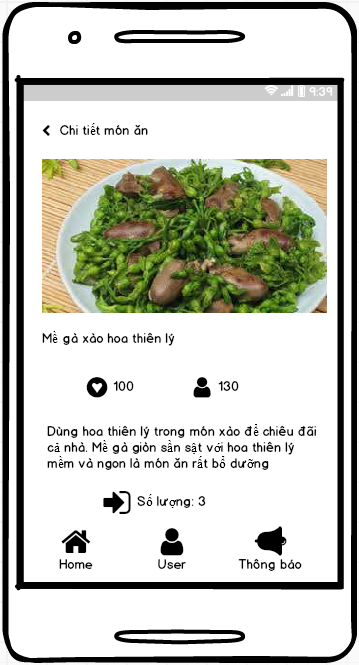 9:39
Chi tiết món ăn
Mề gà xào hoa thiên lý
100 130
Dùng hoa thiên lý trong món xào để chiêu đãi
cả nhà. Mề gà giòn sần sật với hoa thiên lý
mềm và ngon là món ăn rất bổ dưỡng
Số lượng: 3
Home User Thông báo